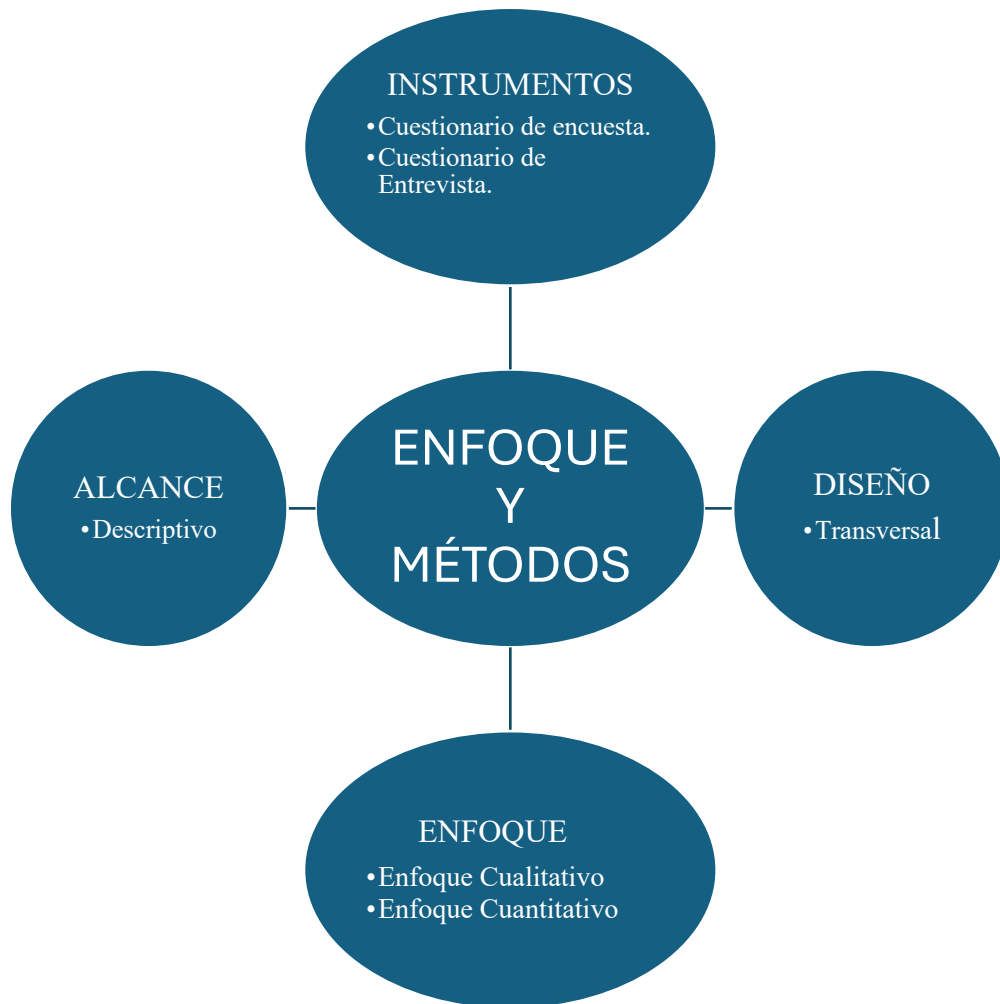 INSTRUMENTOS
•Cuestionario de encuesta.
•Cuestionario de
Entrevista.
ALCANCE
•Descriptivo
ENFOQUE
Y
MÉTODOS
DISEÑO
•Transversal
ENFOQUE
•Enfoque Cualitativo
•Enfoque Cuantitativo